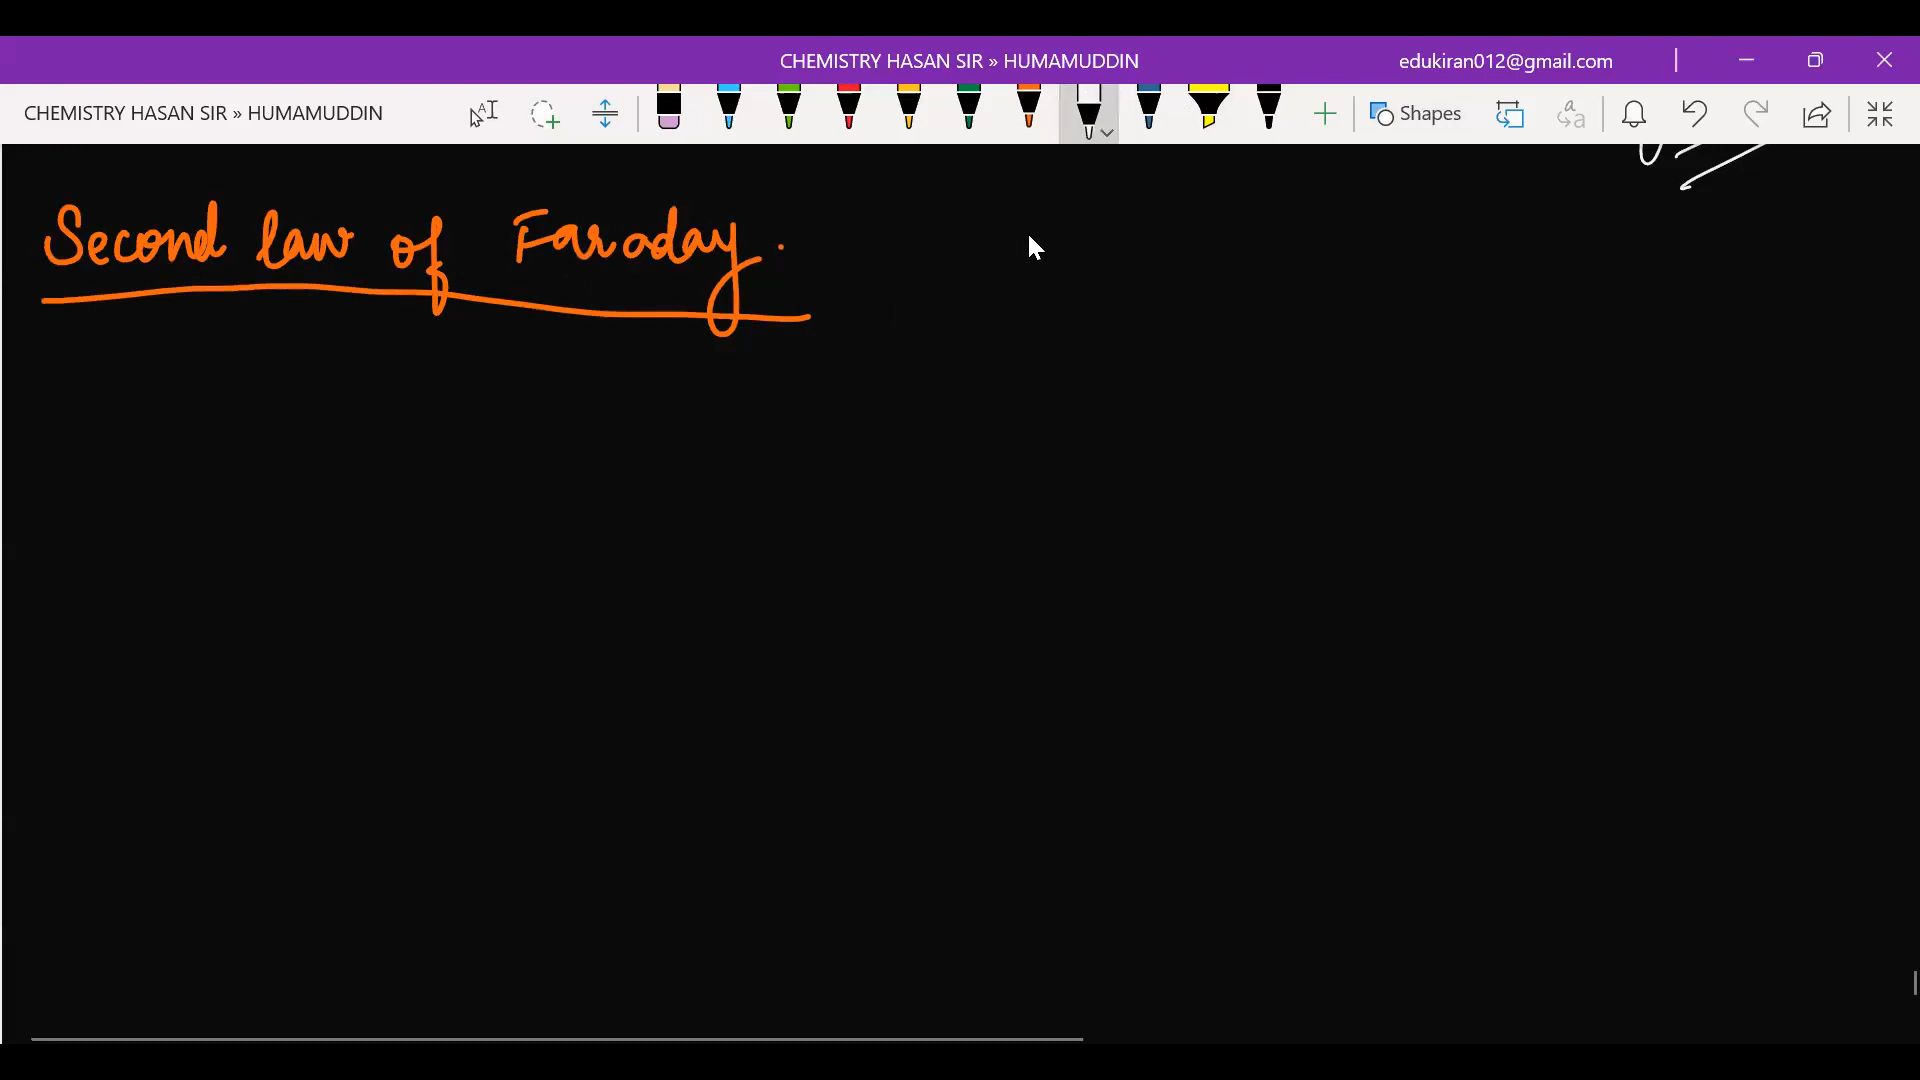 CHEMISTRY HASAN SIR » HUMAMUDDIN edukiran012@gmail.com
CHEMISTRY HASAN SIR » HUMAMUDDIN Shapes
Second law of Faraday.